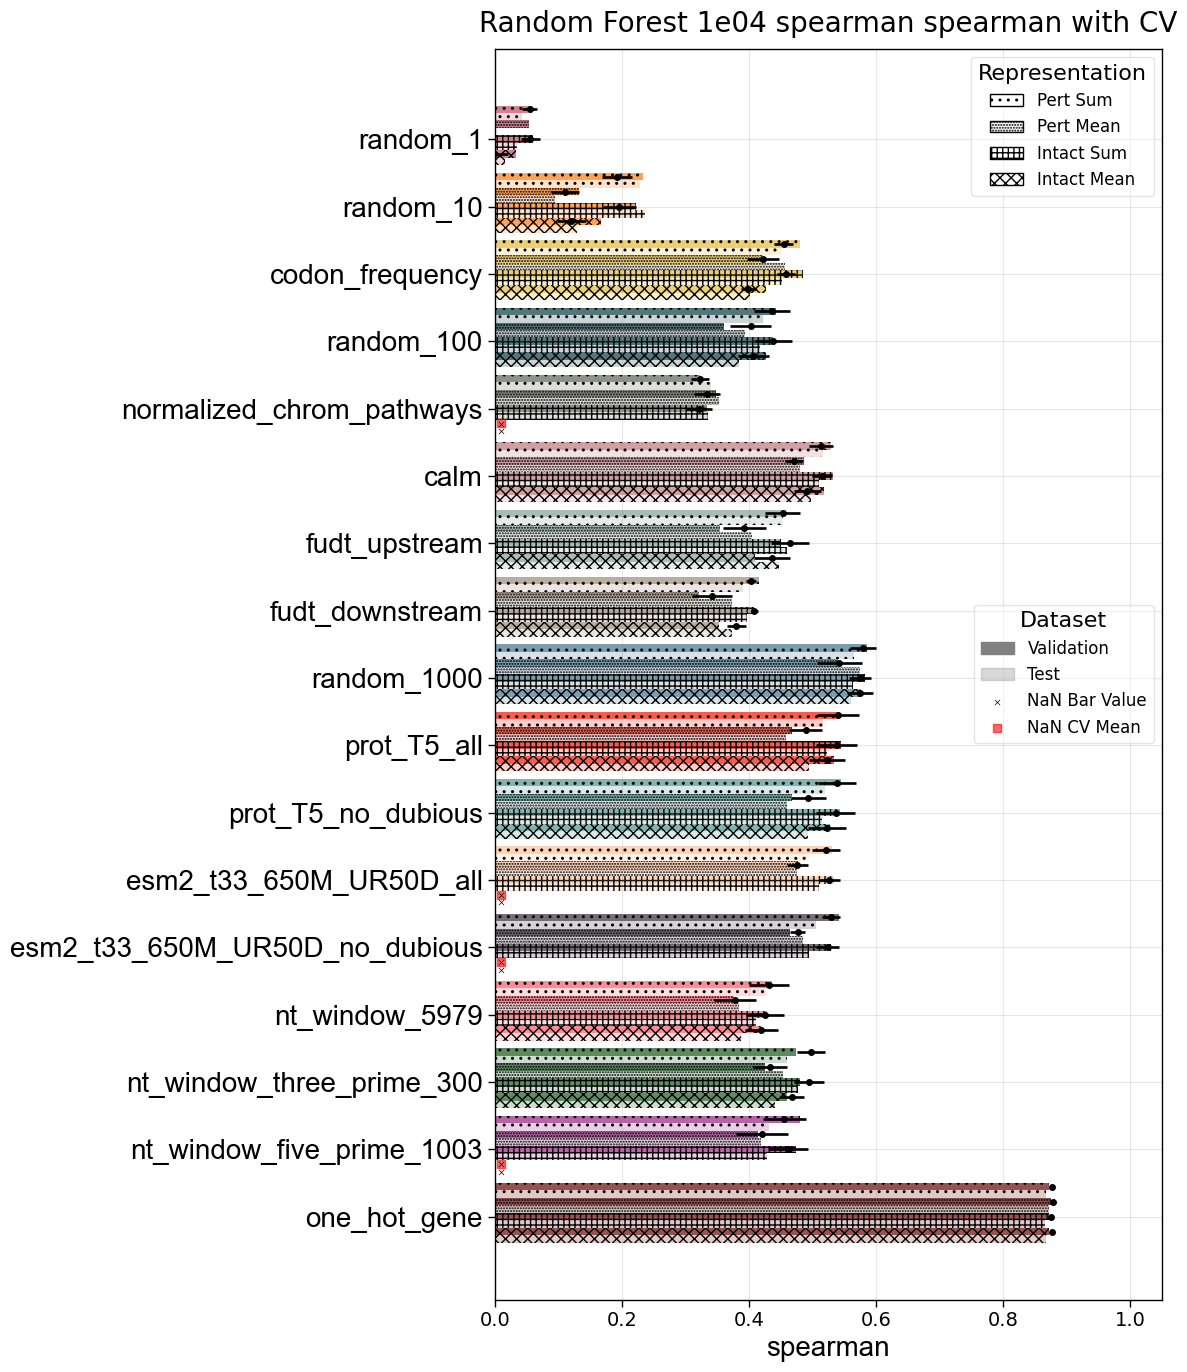 Random Forest 1e04 spearman spearman with CV
Representation
Pert Sum
Pert Mean
Intact Sum
Intact Mean
random_1
random_10
codon_frequency
random_100
normalized_chrom_pathways
calm
fudt_upstream
fudt_downstream
random_1000
prot_T5_all
prot_T5_no_dubious
esm2_t33_650M_UR50D_all
esm2_t33_650M_UR50D_no_dubious
nt_window_5979
nt_window_three_prime_300
nt_window_five_prime_1003
one_hot_gene
Dataset
Validation
Test
NaN Bar Value
NaN CV Mean
0.0 0.2 0.4 0.6 0.8 1.0
spearman